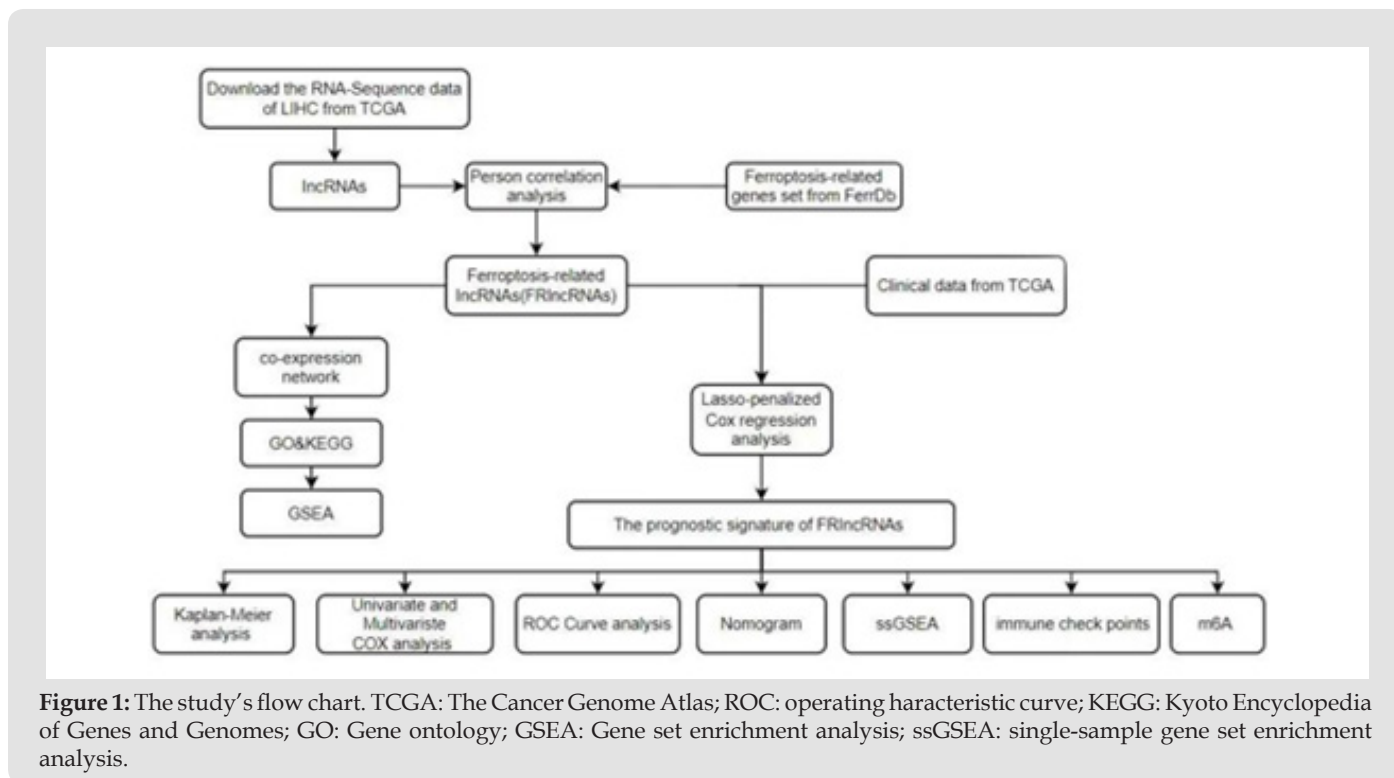 Download the RNA-Sequence data
of LIHC from TCGA
lncRNAs
Person correlation
analysis
Ferroptosis-related
genes set from FerrDb
Ferroptosis-related
lncRNAs(FRlncRNAs)
Clinical data from TCGA
co-expression
network
GO&KEGG
GSEA
Lasso-penalized
Cox regression
analysis
The prognostic signature of FRlncRNAs
Kaplan-Meier
analysis
Univariate and
Multivariste
COX analysis
ROC Curve analysis
Nomogram
ssGSEA
immune check points
m6A
Figure 1: The study's flow chart. TCGA: The Cancer Genome Atlas; ROC: operating haracteristic curve; KEGG: Kyoto Encyclopedia
of Genes and Genomes; GO: Gene ontology; GSEA: Gene set enrichment analysis; ssGSEA: single-sample gene set enrichment
analysis.